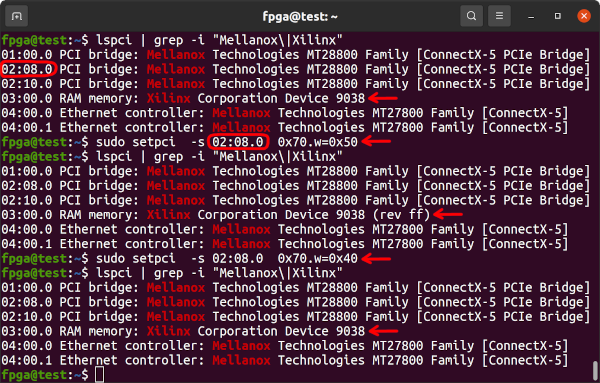 fpga@test: ~
fpga@test:~$ lspci | grep -i "Mellanox\|Xilinx"
01:00.0 PCI bridge: Mellanox Technologies MT28800 Family [ConnectX-5 PCIe Bridge]
02:08.0 PCI bridge: Mellanox Technologies MT28800 Family [ConnectX-5 PCIe Bridge]
02:10.0 PCI bridge: Mellanox Technologies MT28800 Family [ConnectX-5 PCIe Bridge]
03:00.0 RAM memory: Xilinx Corporation Device 9038
04:00.0 Ethernet controller: Mellanox Technologies MT27800 Family [ConnectX-5]
04:00.1 Ethernet controller: Mellanox Technologies MT27800 Family [ConnectX-5]
fpga@test:~$ sudo setpci  -s 02:08.0  0x70.w=0x50
fpga@test:~$ lspci | grep -i "Mellanox\|Xilinx"
01:00.0 PCI bridge: Mellanox Technologies MT28800 Family [ConnectX-5 PCIe Bridge]
02:08.0 PCI bridge: Mellanox Technologies MT28800 Family [ConnectX-5 PCIe Bridge]
02:10.0 PCI bridge: Mellanox Technologies MT28800 Family [ConnectX-5 PCIe Bridge]
03:00.0 RAM memory: Xilinx Corporation Device 9038 (rev ff)
04:00.0 Ethernet controller: Mellanox Technologies MT27800 Family [ConnectX-5]
04:00.1 Ethernet controller: Mellanox Technologies MT27800 Family [ConnectX-5]
fpga@test:~$ sudo setpci  -s 02:08.0  0x70.w=0x40
fpga@test:~$ lspci | grep -i "Mellanox\|Xilinx"
01:00.0 PCI bridge: Mellanox Technologies MT28800 Family [ConnectX-5 PCIe Bridge]
02:08.0 PCI bridge: Mellanox Technologies MT28800 Family [ConnectX-5 PCIe Bridge]
02:10.0 PCI bridge: Mellanox Technologies MT28800 Family [ConnectX-5 PCIe Bridge]
03:00.0 RAM memory: Xilinx Corporation Device 9038
04:00.0 Ethernet controller: Mellanox Technologies MT27800 Family [ConnectX-5]
04:00.1 Ethernet controller: Mellanox Technologies MT27800 Family [ConnectX-5]
fpga@test:~$